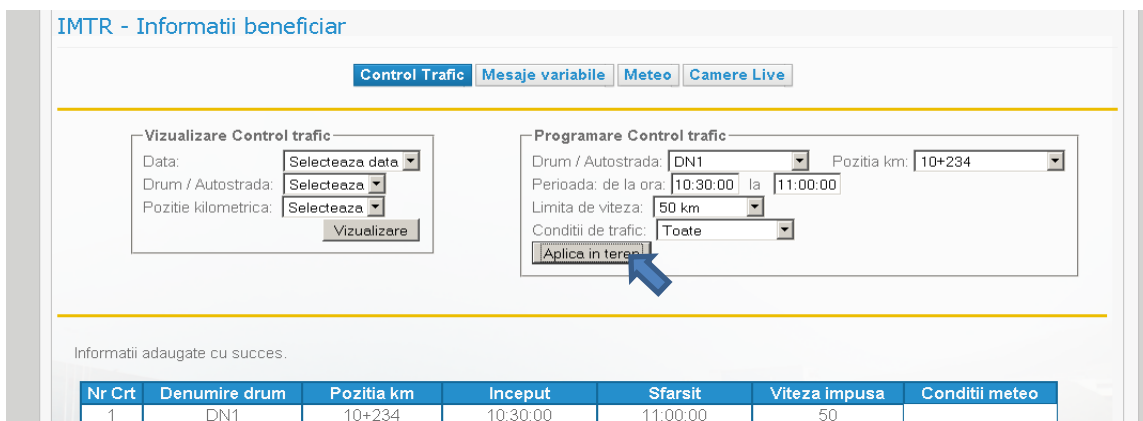 IMTR - Informatii beneficiar
Control Trafic Mesaje variabile Meteo Camere Live
Vizualizare Control trafic
Data: Selecteaza data
Drum / Autostrada: Selecteaza
Pozitie kilometrica: Selecteaza
Vizualizare
Programare Control trafic
Drum / Autostrada: DN1 Pozitia km: 10+234
Perioada: de la ora: 10:30:00 la 11:00:00
Limita de viteza: 50 km
Conditii de trafic: Toate
Aplica in teren
Informatii adaugate cu succes.
Nr Crt Denumire drum Pozitia km Inceput Sfarsit Viteza impusa Conditii meteo
1 DN1 10+234 10:30:00 11:00:00 50